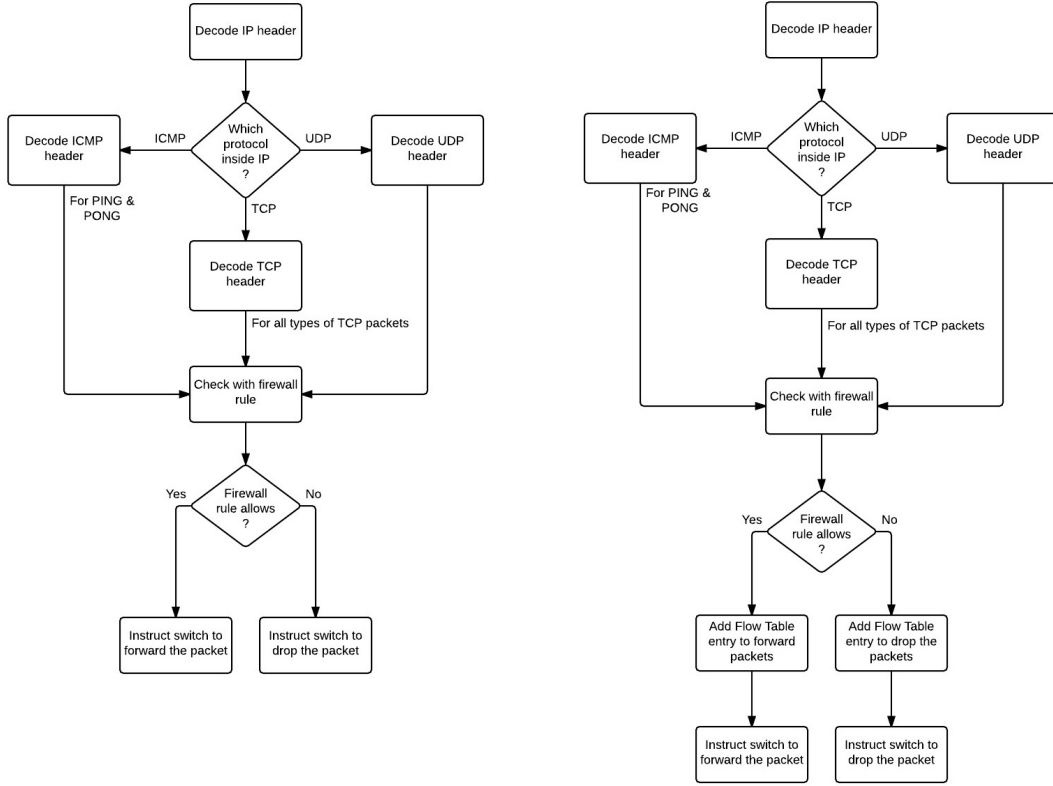 Decode IP header
Which
protocol
inside IP
?
ICMP
UDP
TCP
Decode ICMP
header
Decode UDP
header
For PING &
PONG
Decode TCP
header
For all types of TCP packets
Check with firewall
rule
Firewall
rule allows
?
Yes
No
Instruct switch to
forward the packet
Instruct switch to
drop the packet
Decode IP header
Which
protocol
inside IP
?
ICMP
UDP
TCP
Decode ICMP
header
Decode UDP
header
For PING &
PONG
Decode TCP
header
For all types of TCP packets
Check with firewall
rule
Firewall
rule allows
?
Yes
No
Add Flow Table
entry to forward
packets
Add Flow Table
entry to drop the
packets
Instruct switch to
forward the packet
Instruct switch to
drop the packet